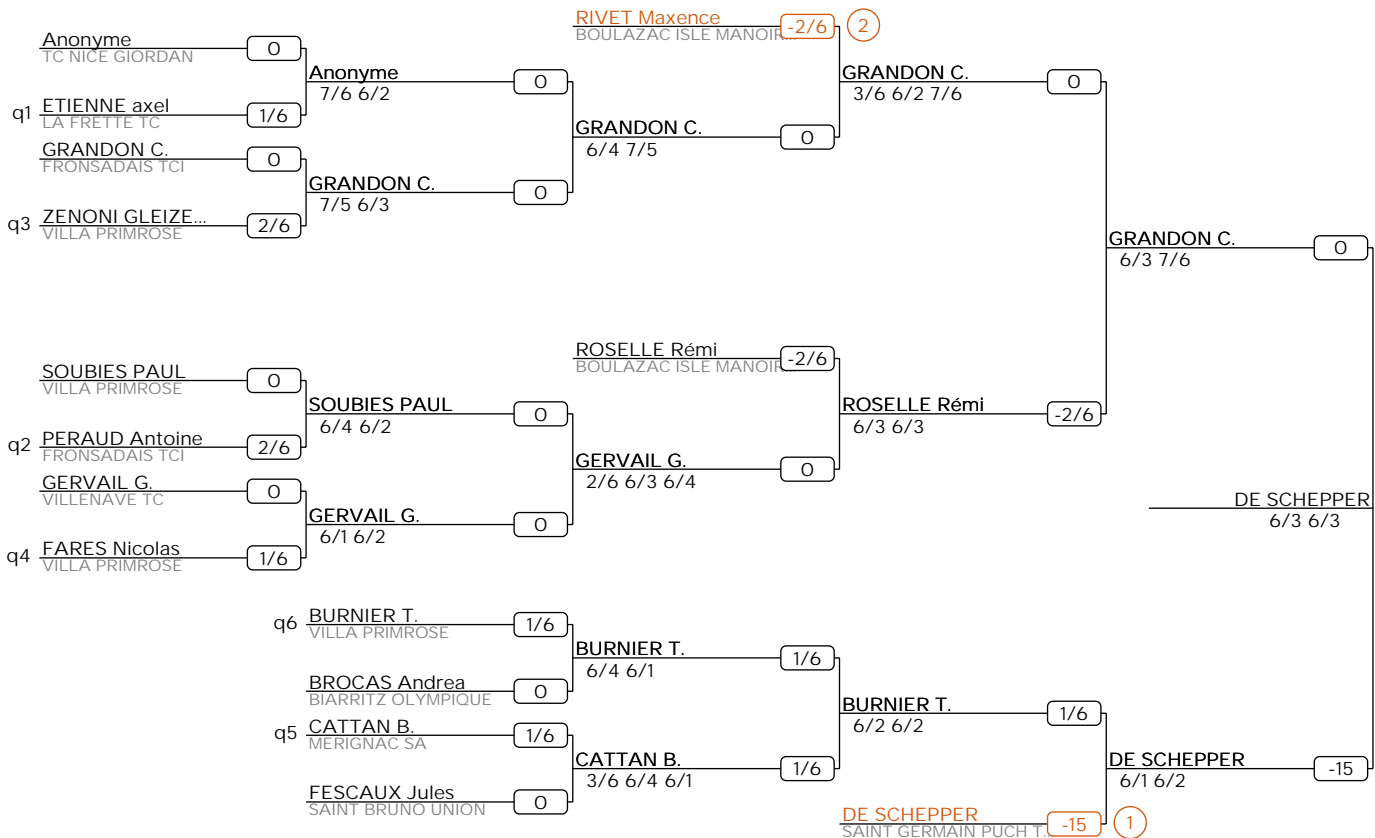 Anonyme
TC NICE GIORDAN
0
q1
ETIENNE axel
LA FRETTE TC
1/6
Anonyme
7/6 6/2
0
GRANDON C.
FRONSADAIS TCI
0
q3
ZENONI GLEIZE...
VILLA PRIMROSE
2/6
GRANDON C.
7/5 6/3
0
RIVET Maxence
BOULAZAC ISLE MANOIR...
-2/6
2
GRANDON C.
6/4 7/5
0
GRANDON C.
3/6 6/2 7/6
0
SOUBIES PAUL
VILLA PRIMROSE
0
q2
PERAUD Antoine
FRONSADAIS TCI
2/6
SOUBIES PAUL
6/4 6/2
0
GERVAIL G.
VILLENAVE TC
0
q4
FARES Nicolas
VILLA PRIMROSE
1/6
GERVAIL G.
6/1 6/2
0
ROSELLE Rémi
BOULAZAC ISLE MANOIR...
-2/6
GERVAIL G.
2/6 6/3 6/4
0
ROSELLE Rémi
6/3 6/3
-2/6
GRANDON C.
6/3 7/6
0
q6
BURNIER T.
VILLA PRIMROSE
1/6
BROCAS Andrea
BIARRITZ OLYMPIQUE
0
BURNIER T.
6/4 6/1
1/6
q5
CATTAN B.
MERIGNAC SA
1/6
FESCAUX Jules
SAINT BRUNO UNION
0
CATTAN B.
3/6 6/4 6/1
1/6
BURNIER T.
6/2 6/2
1/6
DE SCHEPPER
SAINT GERMAIN PUCH T...
-15
1
DE SCHEPPER
6/1 6/2
-15
DE SCHEPPER
6/3 6/3